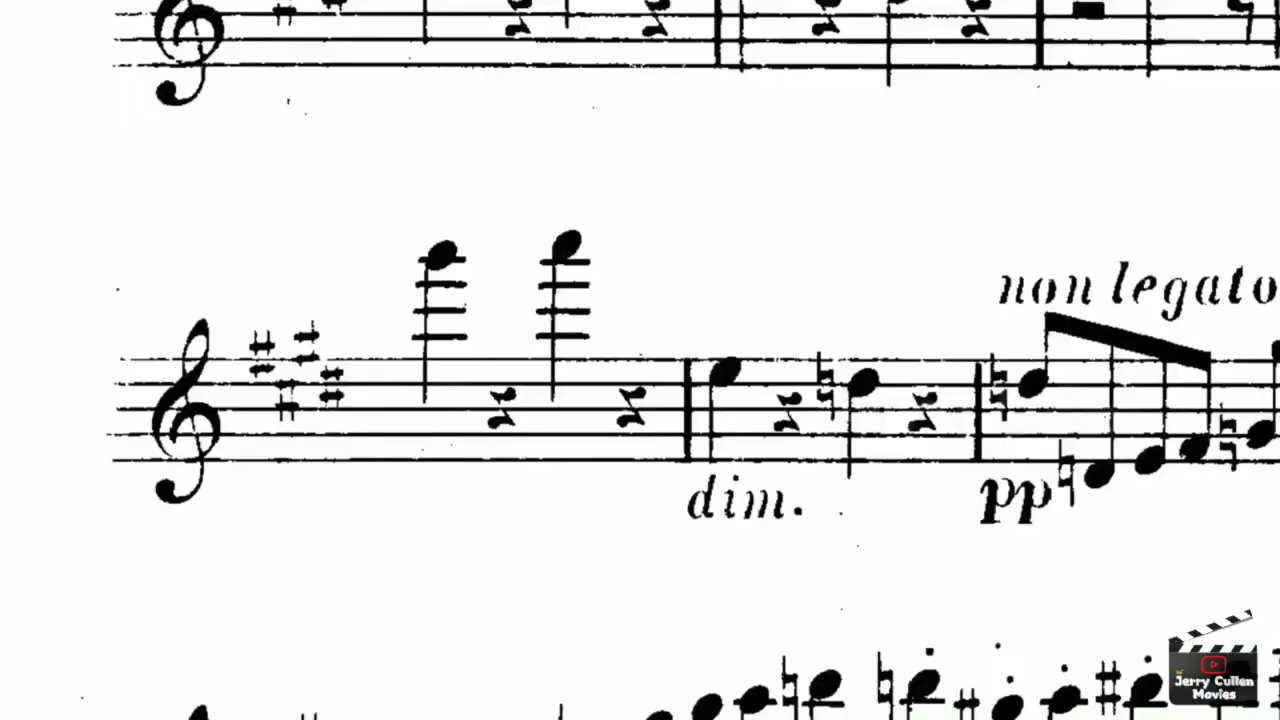 non legato
dim.
pp
Jerry Cullen
Movies